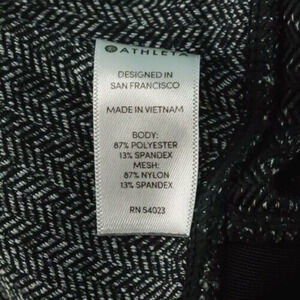 ATHLETA
DESIGNED IN
SAN FRANCISCO
MADE IN VIETNAM
BODY:
87% POLYESTER
13% SPANDEX
MESH:
87% NYLON
13% SPANDEX
RN 54023